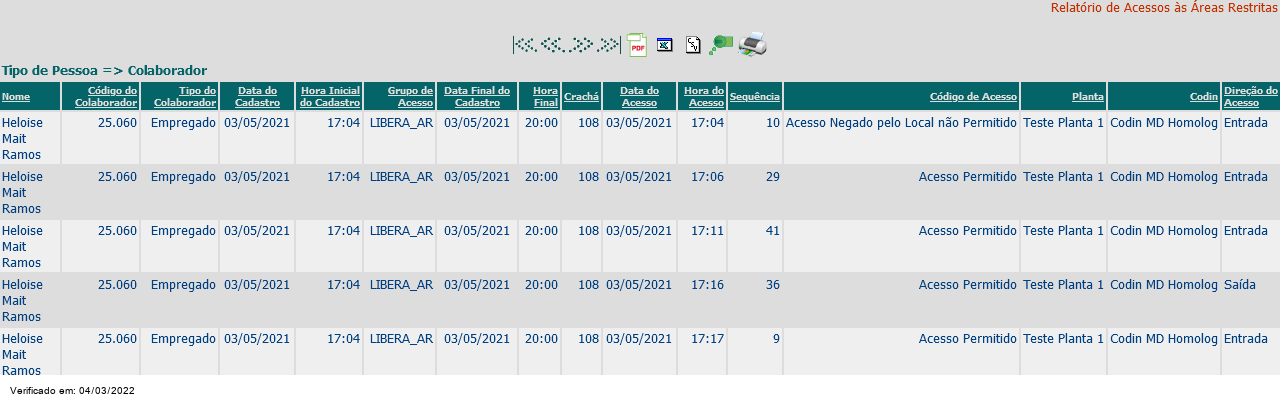 Relatório de Acessos às Áreas Restritas
PDF
Tipo de Pessoa => Colaborador
Nome Código do Colaborador Tipo do Colaborador Data do Cadastro Hora Inicial do Cadastro Grupo de Acesso Data Final do Cadastro Hora Final Crachá Data do Acesso Hora do Acesso Sequência Código de Acesso Planta Codin Direção do Acesso
Heloise Mait Ramos 25.060 Empregado 03/05/2021 17:04 LIBERA_AR 03/05/2021 20:00 108 03/05/2021 17:04 10 Acesso Negado pelo Local não Permitido Teste Planta 1 Codin MD Homolog Entrada
Heloise Mait Ramos 25.060 Empregado 03/05/2021 17:04 LIBERA_AR 03/05/2021 20:00 108 03/05/2021 17:06 29 Acesso Permitido Teste Planta 1 Codin MD Homolog Entrada
Heloise Mait Ramos 25.060 Empregado 03/05/2021 17:04 LIBERA_AR 03/05/2021 20:00 108 03/05/2021 17:11 41 Acesso Permitido Teste Planta 1 Codin MD Homolog Entrada
Heloise Mait Ramos 25.060 Empregado 03/05/2021 17:04 LIBERA_AR 03/05/2021 20:00 108 03/05/2021 17:16 36 Acesso Permitido Teste Planta 1 Codin MD Homolog Saída
Heloise Mait Ramos 25.060 Empregado 03/05/2021 17:04 LIBERA_AR 03/05/2021 20:00 108 03/05/2021 17:17 9 Acesso Permitido Teste Planta 1 Codin MD Homolog Entrada
Verificado em: 04/03/2022